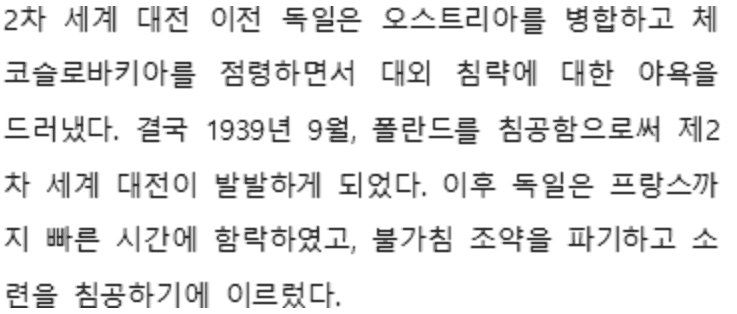 2차 세계 대전 이전 독일은 오스트리아를 병합하고 체
코슬로바키아를 점령하면서 대외 침략에 대한 야욕을
드러냈다. 결국 1939년 9월, 폴란드를 침공함으로써 제2
차 세계 대전이 발발하게 되었다. 이후 독일은 프랑스까
지 빠른 시간에 함락하였고, 불가침 조약을 파기하고 소
련을 침공하기에 이르렀다.